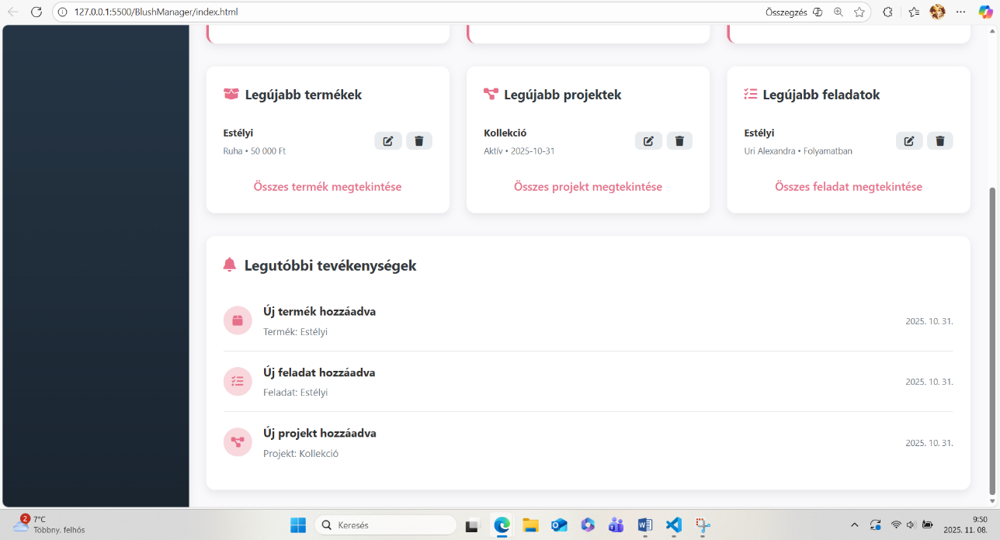 127.0.0.1:5500/BlushManager/index.html
Összegzés
Legújabb termékek
Estélyi
Ruha • 50 000 Ft
Összes termék megtekintése
Legújabb projektek
Kollekció
Aktív • 2025-10-31
Összes projekt megtekintése
Legújabb feladatok
Estélyi
Uri Alexandra • Folyamatban
Összes feladat megtekintése
Legutóbbi tevékenységek
Új termék hozzáadva
Termék: Estélyi
2025. 10. 31.
Új feladat hozzáadva
Feladat: Estélyi
2025. 10. 31.
Új projekt hozzáadva
Projekt: Kollekció
2025. 10. 31.
2
7°C
Többny. felhős
Keresés
9:50
2025. 11. 08.